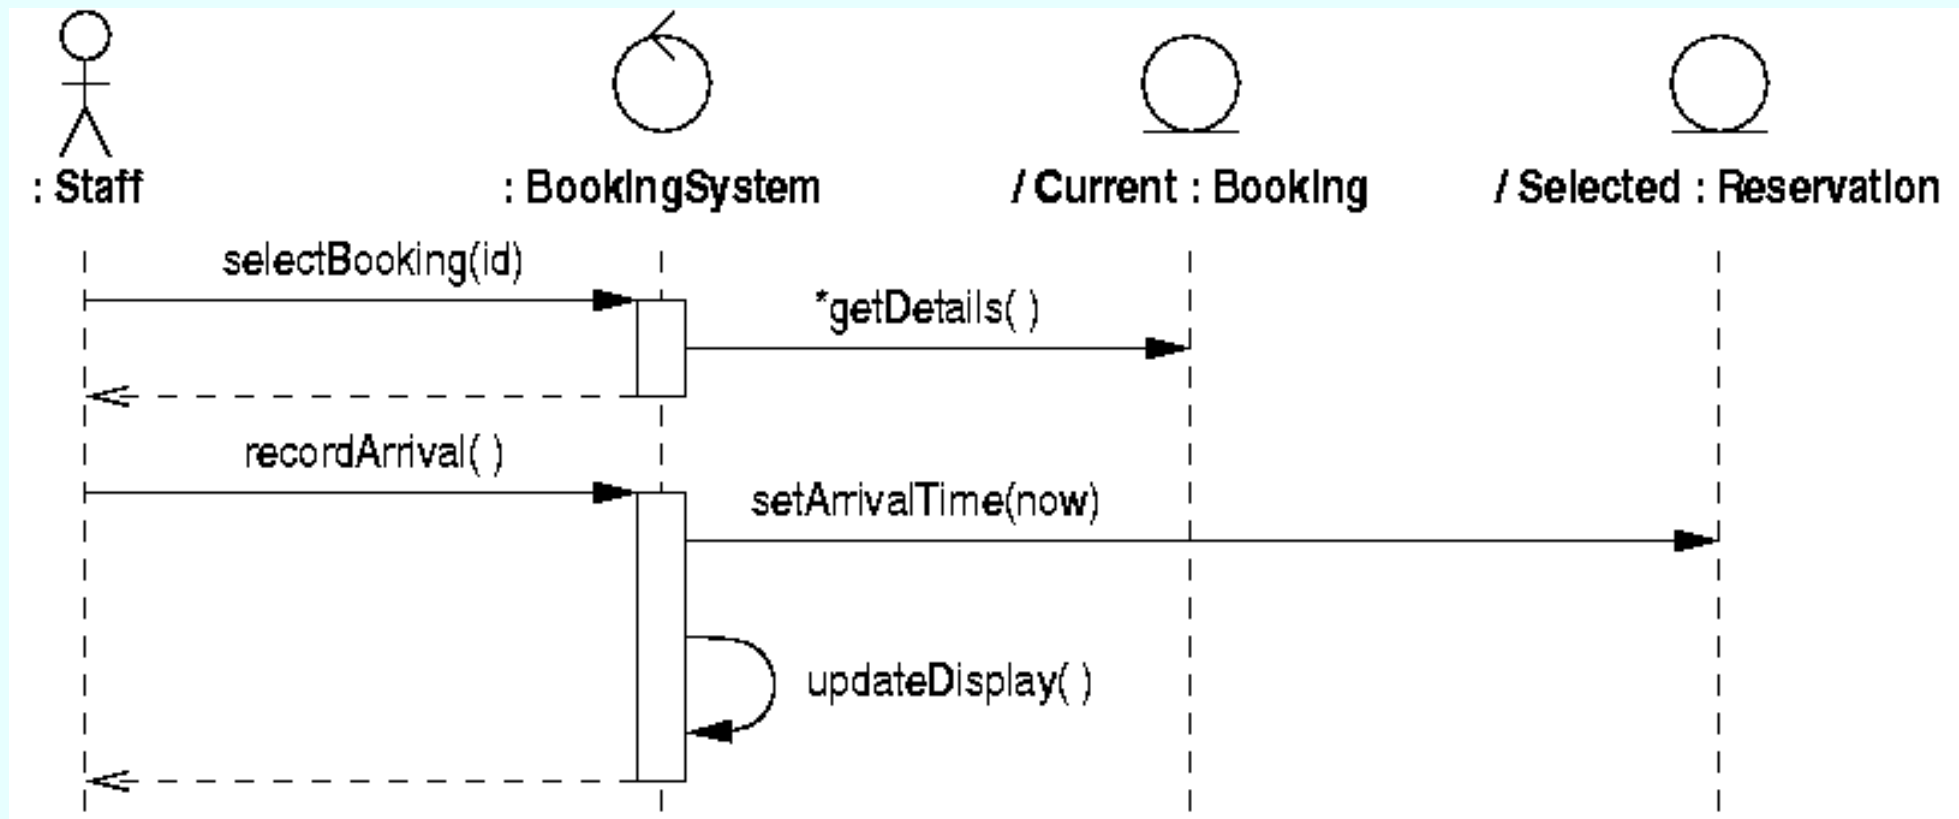 : Staff
: BookingSystem
/ Current : Booking
/ Selected : Reservation
selectBooking(id)
*getDetails( )
recordArrival( )
setArrivalTime(now)
updateDisplay( )